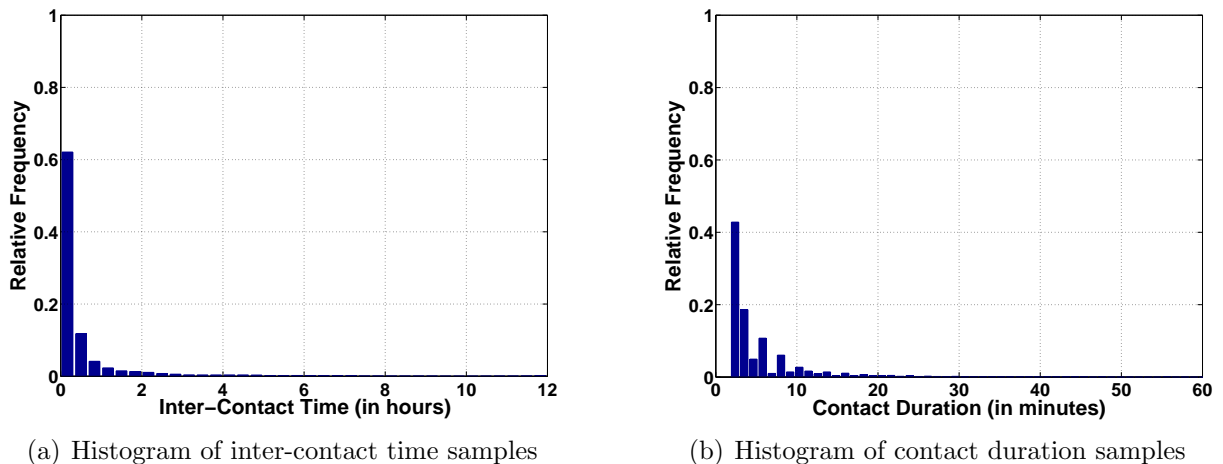 1
0.8
0.6
0.4
0.2
0
0 2 4 6 8 10 12
Relative Frequency
Inter−Contact Time (in hours)
(a) Histogram of inter-contact time samples
1
0.8
0.6
0.4
0.2
0
0 10 20 30 40 50 60
Relative Frequency
Contact Duration (in minutes)
(b) Histogram of contact duration samples